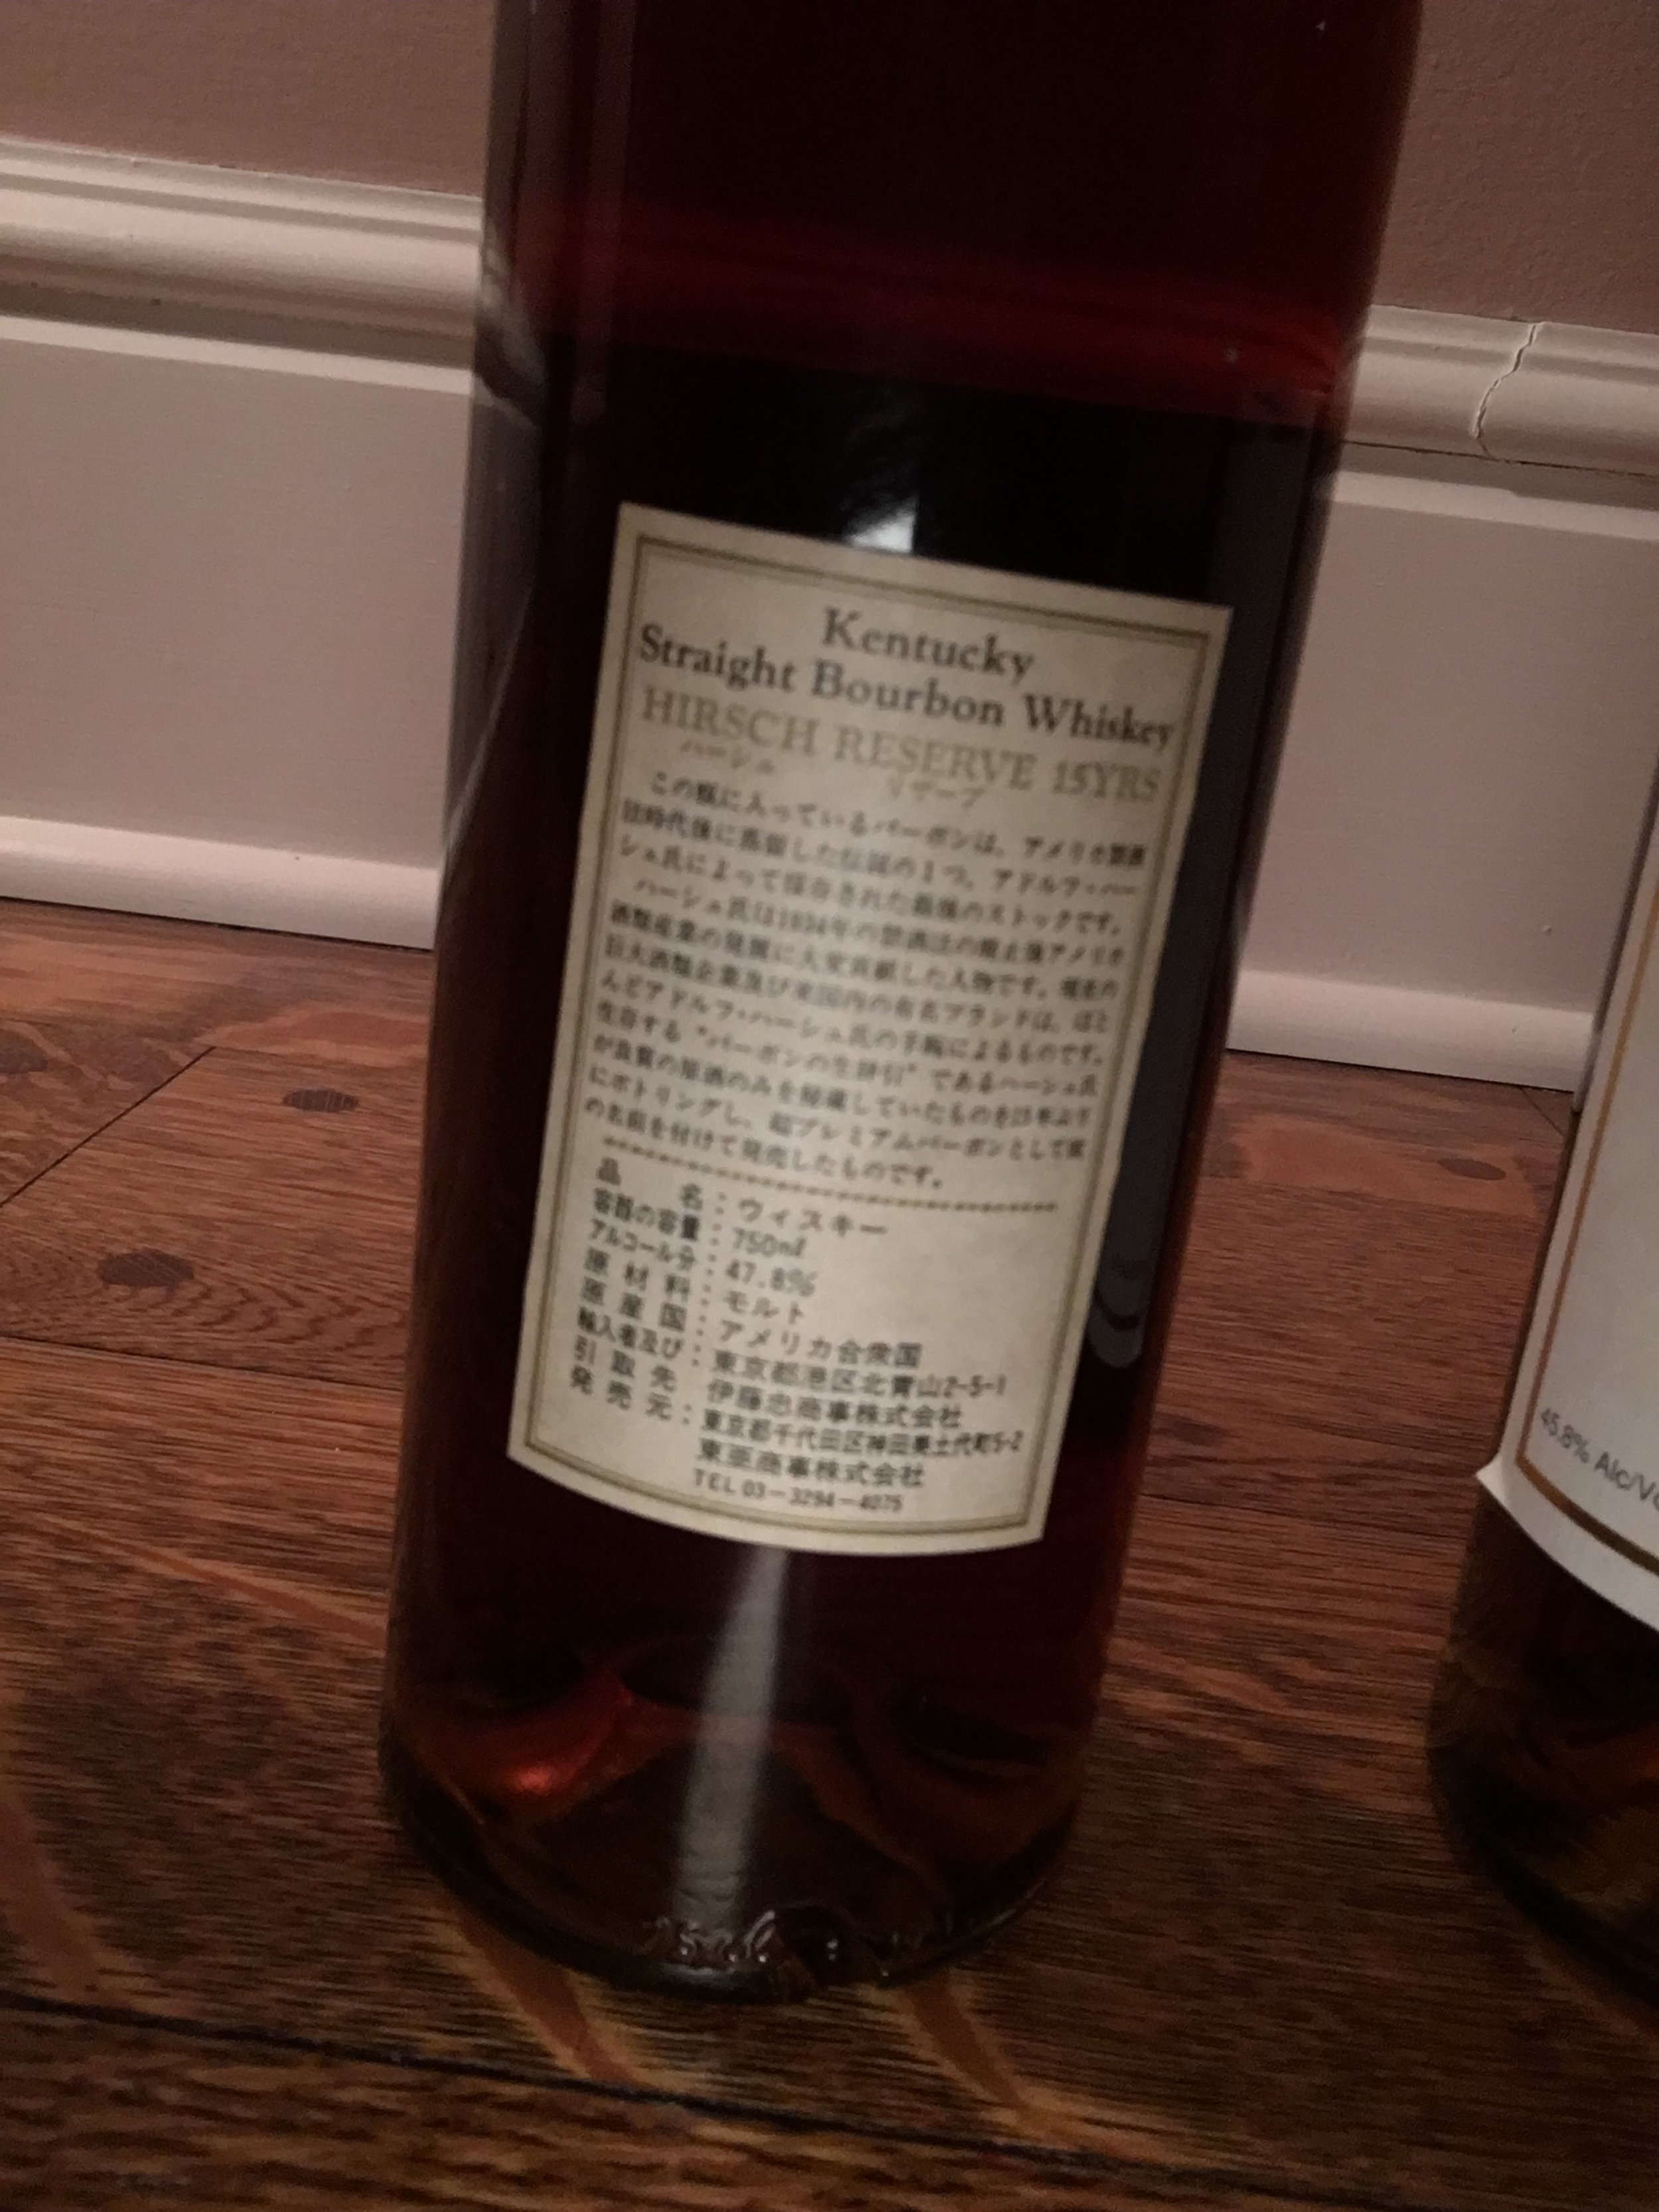 Kentucky
Straight Bourbon Whiskey
HIRSCH RESERVE 15YRS
ハーシュ リザーブ
この瓶に入っているバーボンは、アメリカ禁酒
法時代後に蒸留した伝説の1つ、アドルフ・ハー
シュ氏によって保存された最後のストックです。
ハーシュ氏は1934年の禁酒法の廃止後アメリカ
酒類産業の発展に大変貢献した人物です。現在の
巨大酒類企業及び米国内の有名ブランドは、ほと
んどアドルフ・ハーシュ氏の手腕によるものです。
生存する“バーボンの生辞引”であるハーシュ氏
が良質の原酒のみを秘蔵していたものを15年ぶり
にボトリングし、超プレミアムバーボンとして彼
の名前を付けて発売したものです。
品名：ウィスキー
容器の容量：750ml
アルコール分：47.8%
原材料：モルト
原産国：アメリカ合衆国
輸入者及び：東京都港区北青山2-5-1
引取先 伊藤忠商事株式会社
発売元：東京都千代田区神田美土代町5-2
東亜商事株式会社
TEL 03-3294-4075
45.8% Alc/Vo